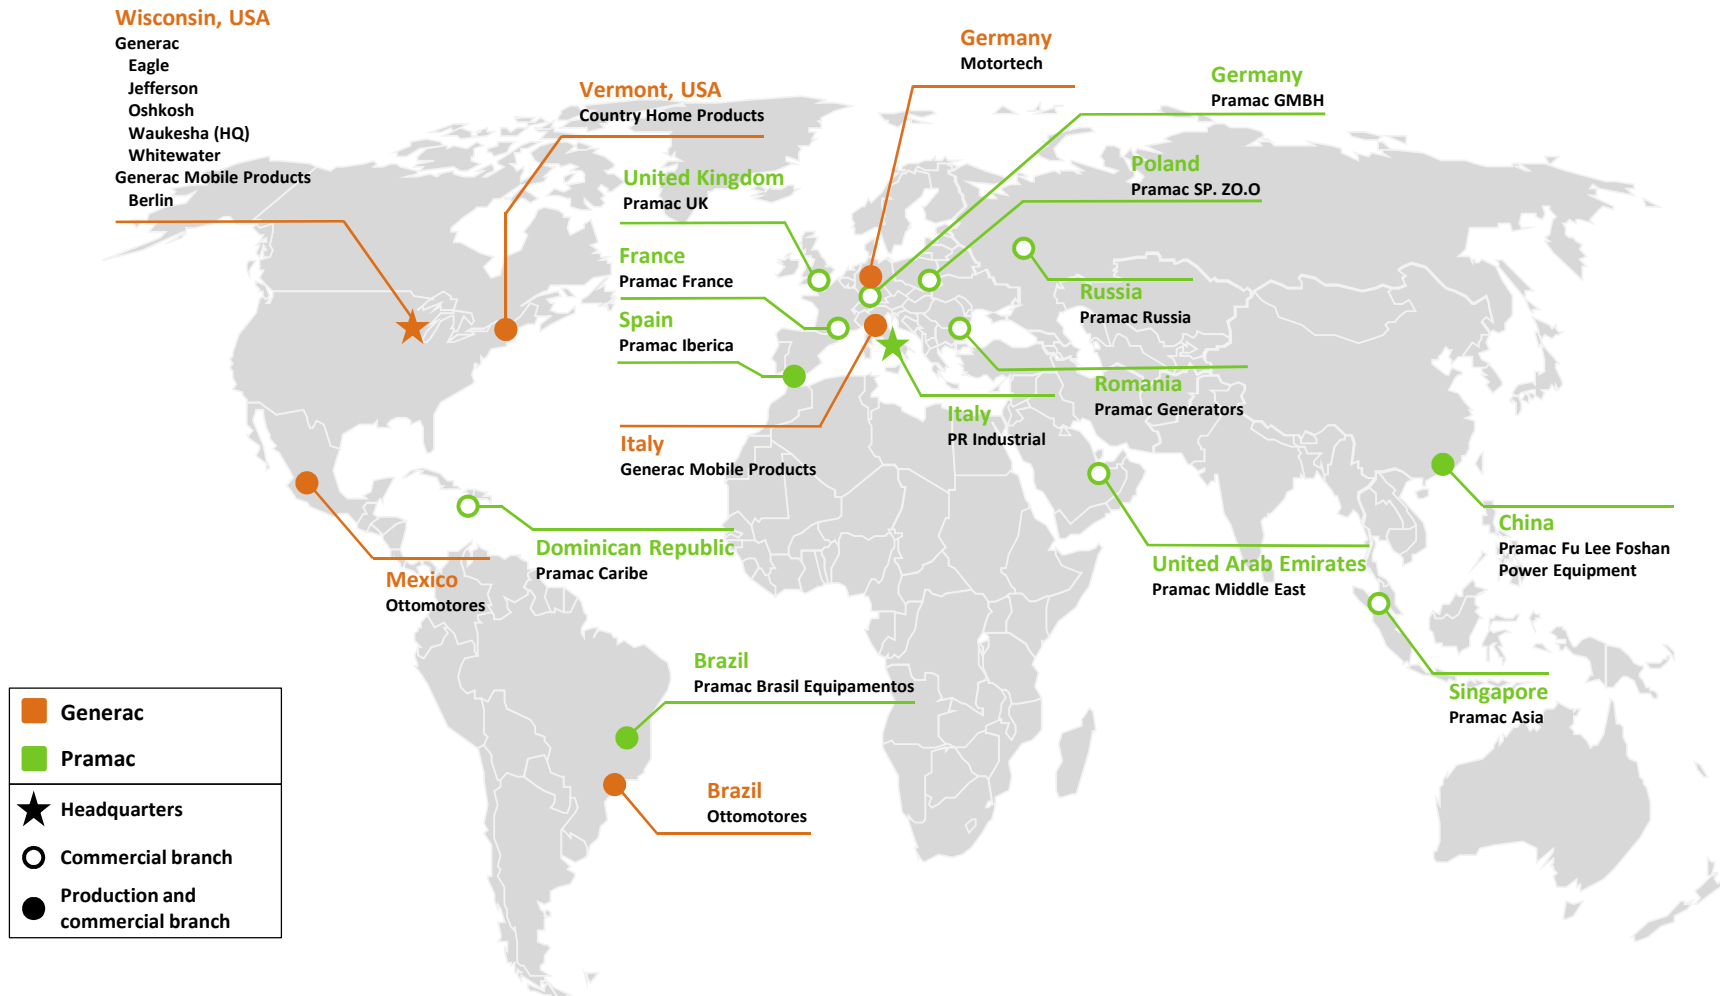 Wisconsin, USA
Generac
Eagle
Jefferson
Oshkosh
Waukesha (HQ)
Whitewater
Generac Mobile Products
Berlin
Vermont, USA
Country Home Products
Germany
Motortech
Germany
Pramac GMBH
United Kingdom
Pramac UK
Poland
Pramac SP. ZO.O
France
Pramac France
Spain
Pramac Iberica
Russia
Pramac Russia
Romania
Pramac Generators
Italy
Generac Mobile Products
Italy
PR Industrial
Mexico
Ottomotores
Dominican Republic
Pramac Caribe
United Arab Emirates
Pramac Middle East
China
Pramac Fu Lee Foshan
Power Equipment
Brazil
Pramac Brasil Equipamentos
Singapore
Pramac Asia
Brazil
Ottomotores
Generac
Pramac
Headquarters
Commercial branch
Production and
commercial branch